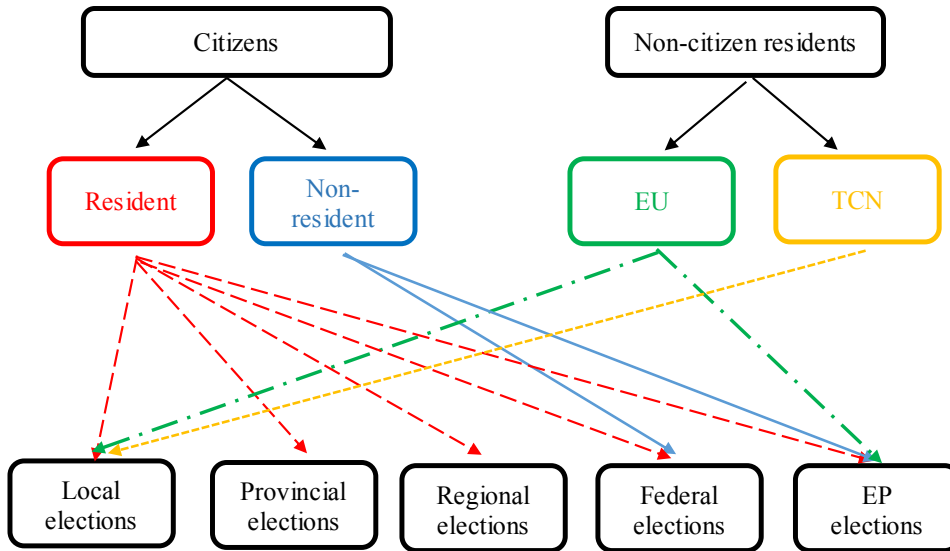 Citizens
Non-citizen residents
Resident
Non-
resident
EU
TCN
Local
elections
Provincial
elections
Regional
elections
Federal
elections
EP
elections